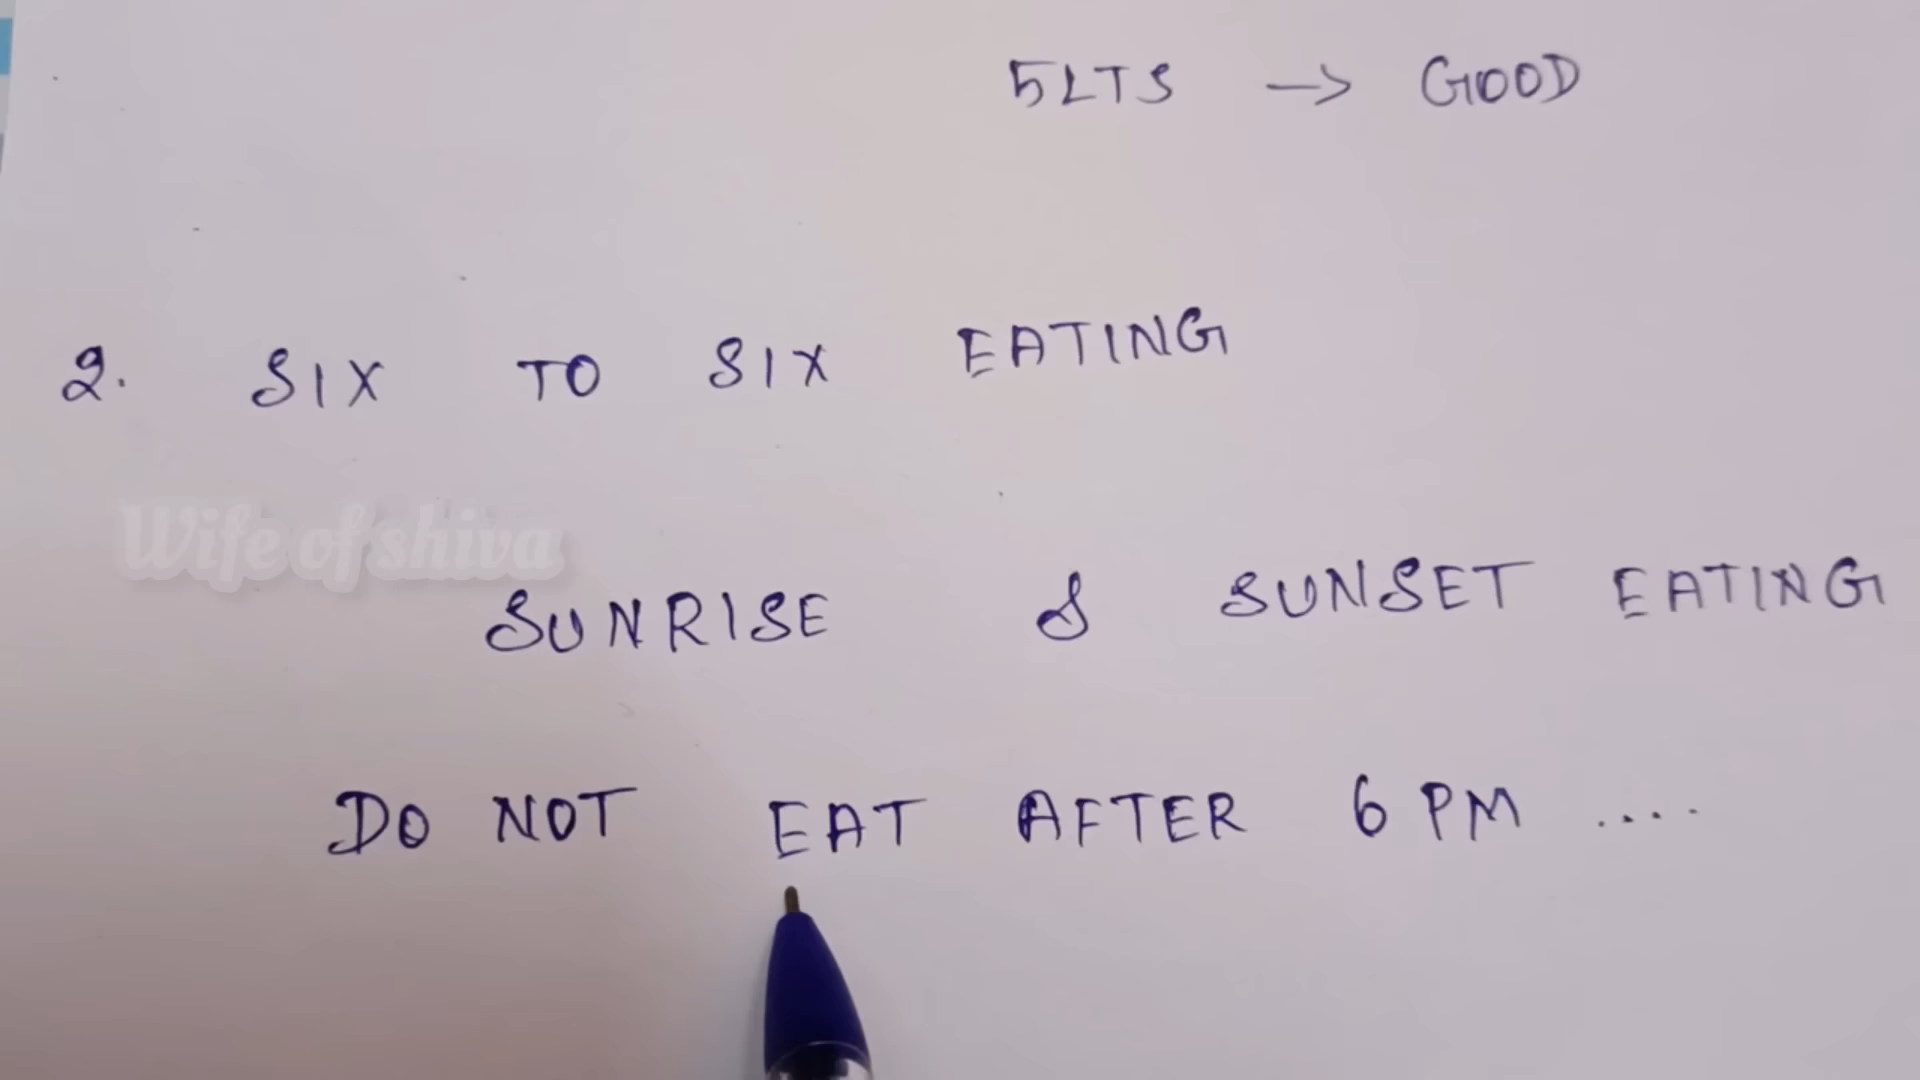 5LTS → GOOD
2. SIX TO SIX EATING
Wife of shiva
SUNRISE & SUNSET EATING
DO NOT EAT AFTER 6 PM ....